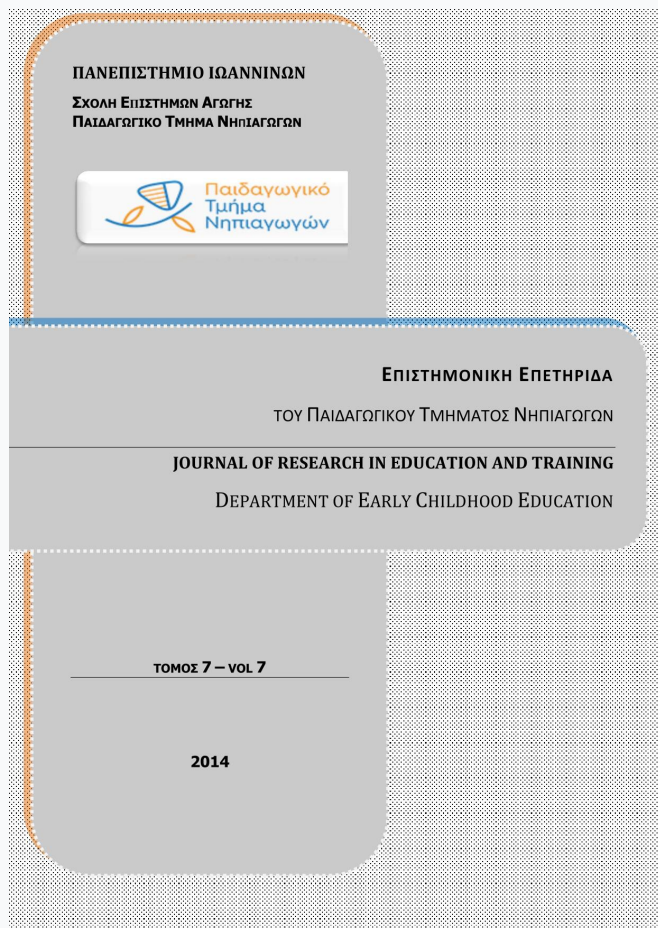 ΠΑΝΕΠΙΣΤΗΜΙΟ ΙΩΑΝΝΙΝΩΝ
ΣΧΟΛΗ ΕΠΙΣΤΗΜΩΝ ΑΓΩΓΗΣ
ΠΑΙΔΑΓΩΓΙΚΟ ΤΜΗΜΑ ΝΗΠΙΑΓΩΓΩΝ
Παιδαγωγικό
Τμήμα
Νηπιαγωγών
ΕΠΙΣΤΗΜΟΝΙΚΗ ΕΠΕΤΗΡΙΔΑ
ΤΟΥ ΠΑΙΔΑΓΩΓΙΚΟΥ ΤΜΗΜΑΤΟΣ ΝΗΠΙΑΓΩΓΩΝ
JOURNAL OF RESEARCH IN EDUCATION AND TRAINING
DEPARTMENT OF EARLY CHILDHOOD EDUCATION
ΤΟΜΟΣ 7 – VOL 7
2014